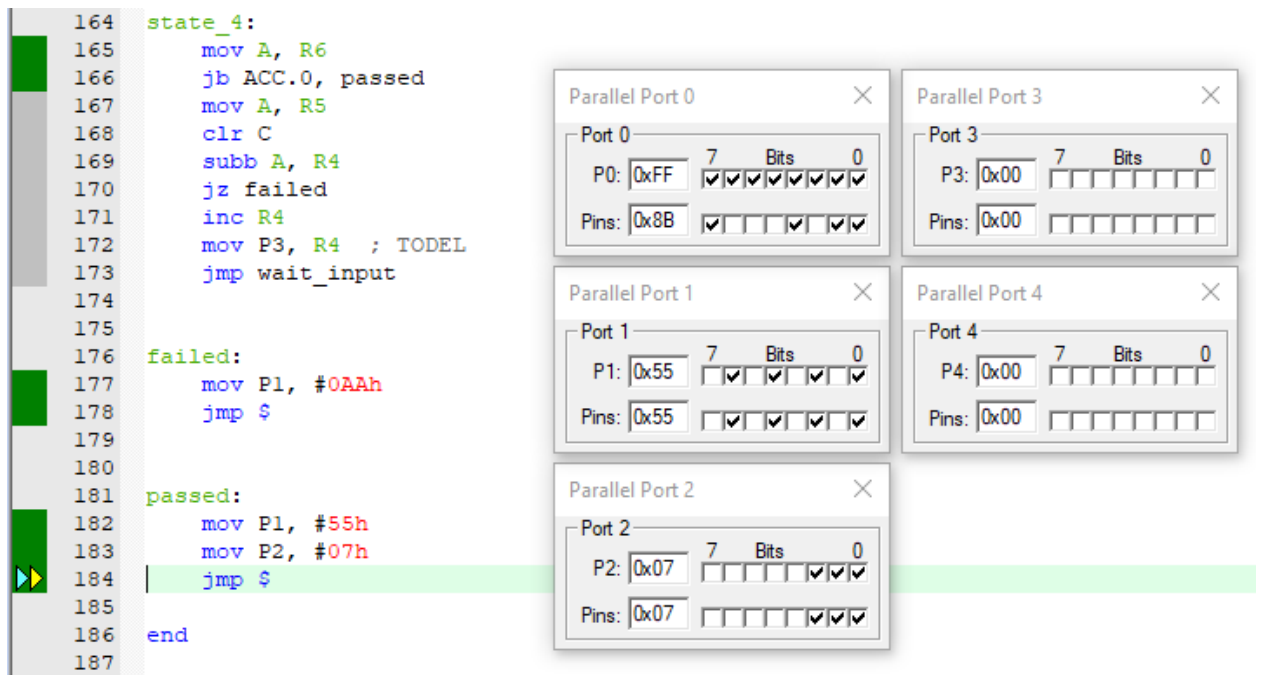 164 state_4:
165 mov A, R6
166 jb ACC.0, passed
167 mov A, R5
168 clr C
169 subb A, R4
170 jz failed
171 inc R4
172 mov P3, R4 ; TODEL
173 jmp wait_input
174
175
176 failed:
177 mov P1, #0AAh
178 jmp $
179
180
181 passed:
182 mov P1, #55h
183 mov P2, #07h
184 jmp $
185
186 end
187
Parallel Port 0
Port 0
7 Bits 0
P0: 0xFF
Pins: 0x8B
Parallel Port 3
Port 3
7 Bits 0
P3: 0x00
Pins: 0x00
Parallel Port 1
Port 1
7 Bits 0
P1: 0x55
Pins: 0x55
Parallel Port 4
Port 4
7 Bits 0
P4: 0x00
Pins: 0x00
Parallel Port 2
Port 2
7 Bits 0
P2: 0x07
Pins: 0x07